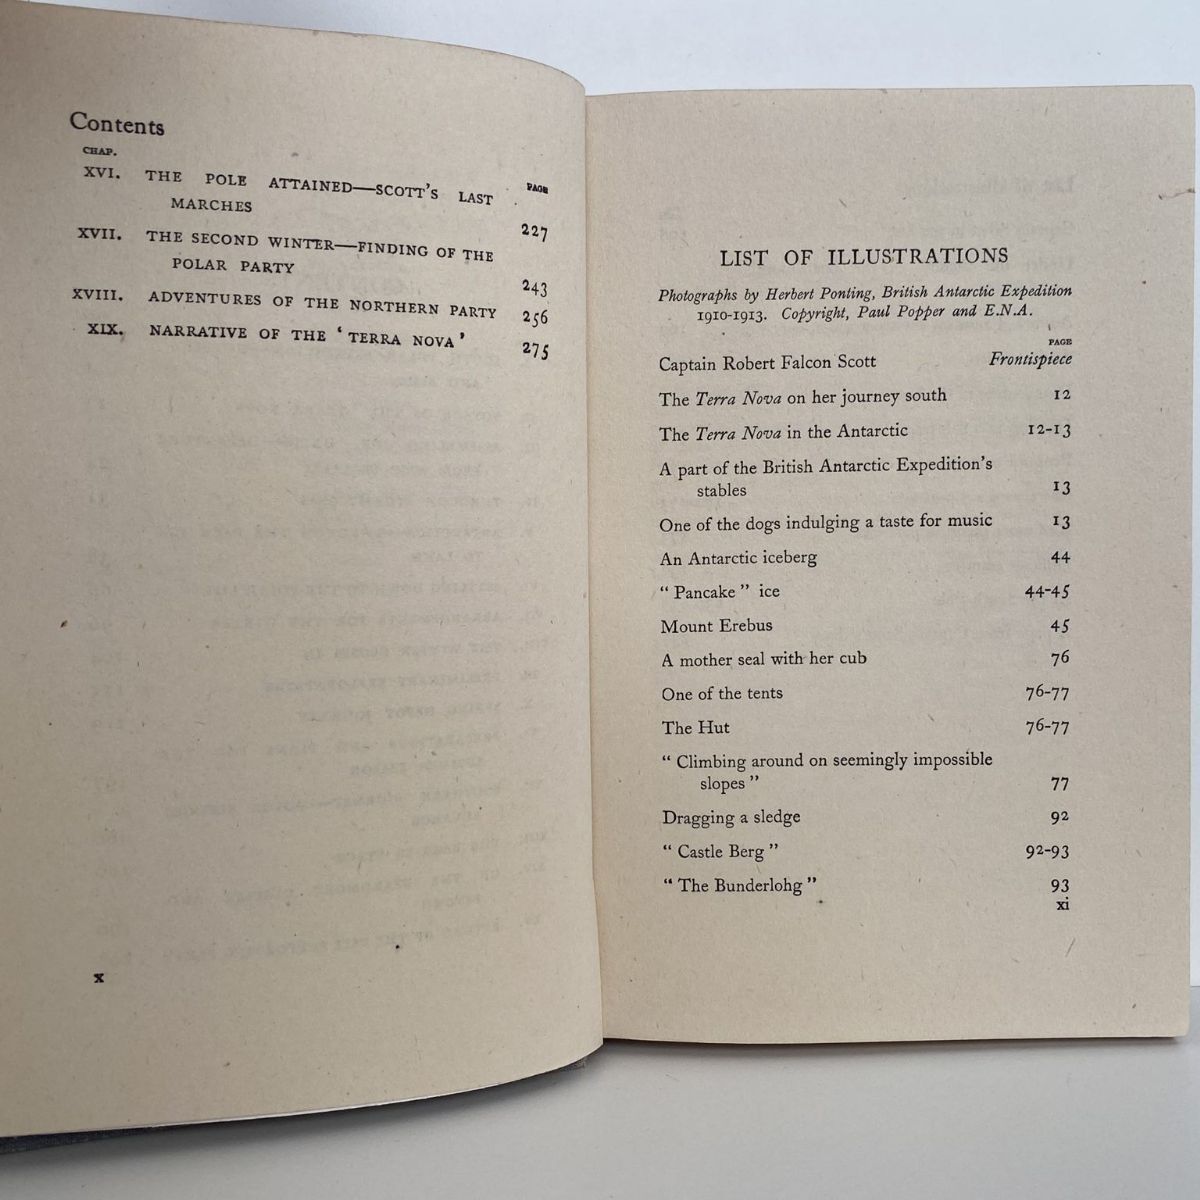 Contents
CHAP.
PAGE
XVI. THE POLE ATTAINED—SCOTT'S LAST
MARCHES 227
XVII. THE SECOND WINTER—FINDING OF THE
POLAR PARTY 243
XVIII. ADVENTURES OF THE NORTHERN PARTY 256
XIX. NARRATIVE OF THE ‘TERRA NOVA’ 275
x
LIST OF ILLUSTRATIONS
Photographs by Herbert Ponting, British Antarctic Expedition
1910-1913. Copyright, Paul Popper and E.N.A.
PAGE
Captain Robert Falcon Scott Frontispiece
The Terra Nova on her journey south 12
The Terra Nova in the Antarctic 12-13
A part of the British Antarctic Expedition's
stables 13
One of the dogs indulging a taste for music 13
An Antarctic iceberg 44
“ Pancake ” ice 44-45
Mount Erebus 45
A mother seal with her cub 76
One of the tents 76-77
The Hut 76-77
“ Climbing around on seemingly impossible
slopes ” 77
Dragging a sledge 92
“ Castle Berg ” 92-93
“ The Bunderlohg ” 93
xi